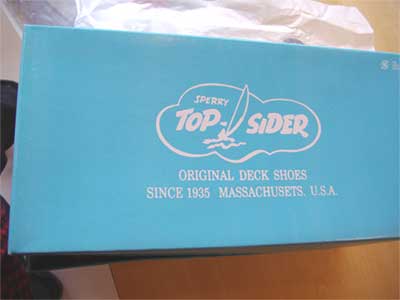 SPERRY
TOP-SiDER
ORIGINAL DECK SHOES
SINCE 1935 MASSACHUSETS. U.S.A.